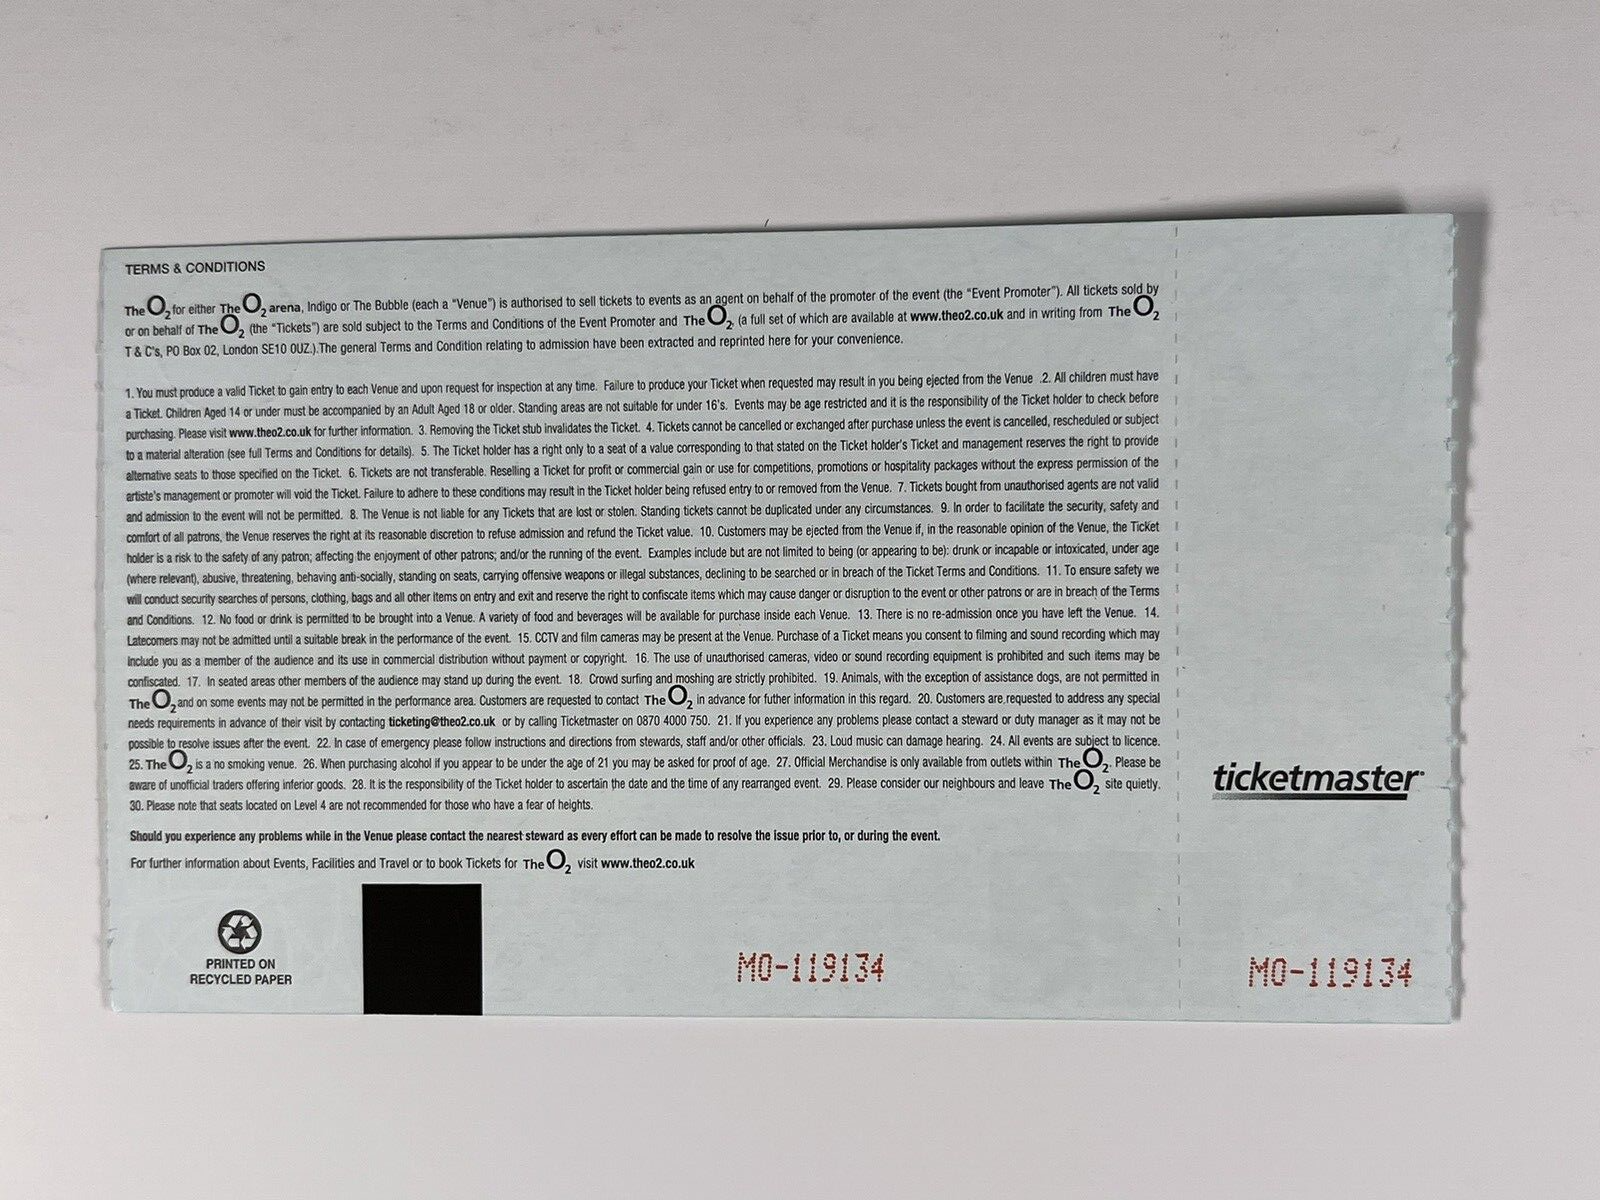 TERMS & CONDITIONS
The O2 for either The O2 arena, Indigo or The Bubble (each a “Venue”) is authorised to sell tickets to events as an agent on behalf of the promoter of the event (the “Event Promoter”). All tickets sold by
or on behalf of The O2 (the “Tickets”) are sold subject to the Terms and Conditions of the Event Promoter and The O2 (a full set of which are available at www.theo2.co.uk and in writing from The O2
T & C's, PO Box 02, London SE10 0UZ.).The general Terms and Condition relating to admission have been extracted and reprinted here for your convenience.
1. You must produce a valid Ticket to gain entry to each Venue and upon request for inspection at any time. Failure to produce your Ticket when requested may result in you being ejected from the Venue .2. All children must have
a Ticket. Children Aged 14 or under must be accompanied by an Adult Aged 18 or older. Standing areas are not suitable for under 16's. Events may be age restricted and it is the responsibility of the Ticket holder to check before
purchasing. Please visit www.theo2.co.uk for further information. 3. Removing the Ticket stub invalidates the Ticket. 4. Tickets cannot be cancelled or exchanged after purchase unless the event is cancelled, rescheduled or subject
to a material alteration (see full Terms and Conditions for details). 5. The Ticket holder has a right only to a seat of a value corresponding to that stated on the Ticket holder's Ticket and management reserves the right to provide
alternative seats to those specified on the Ticket. 6. Tickets are not transferable. Reselling a Ticket for profit or commercial gain or use for competitions, promotions or hospitality packages without the express permission of the
artiste's management or promoter will void the Ticket. Failure to adhere to these conditions may result in the Ticket holder being refused entry to or removed from the Venue. 7. Tickets bought from unauthorised agents are not valid
and admission to the event will not be permitted. 8. The Venue is not liable for any Tickets that are lost or stolen. Standing tickets cannot be duplicated under any circumstances. 9. In order to facilitate the security, safety and
comfort of all patrons, the Venue reserves the right at its reasonable discretion to refuse admission and refund the Ticket value. 10. Customers may be ejected from the Venue if, in the reasonable opinion of the Venue, the Ticket
holder is a risk to the safety of any patron; affecting the enjoyment of other patrons; and/or the running of the event. Examples include but are not limited to being (or appearing to be): drunk or incapable or intoxicated, under age
(where relevant), abusive, threatening, behaving anti-socially, standing on seats, carrying offensive weapons or illegal substances, declining to be searched or in breach of the Ticket Terms and Conditions. 11. To ensure safety we
will conduct security searches of persons, clothing, bags and all other items on entry and exit and reserve the right to confiscate items which may cause danger or disruption to the event or other patrons or are in breach of the Terms
and Conditions. 12. No food or drink is permitted to be brought into a Venue. A variety of food and beverages will be available for purchase inside each Venue. 13. There is no re-admission once you have left the Venue. 14.
Latecomers may not be admitted until a suitable break in the performance of the event. 15. CCTV and film cameras may be present at the Venue. Purchase of a Ticket means you consent to filming and sound recording which may
include you as a member of the audience and its use in commercial distribution without payment or copyright. 16. The use of unauthorised cameras, video or sound recording equipment is prohibited and such items may be
confiscated. 17. In seated areas other members of the audience may stand up during the event. 18. Crowd surfing and moshing are strictly prohibited. 19. Animals, with the exception of assistance dogs, are not permitted in
The O2 and on some events may not be permitted in the performance area. Customers are requested to contact The O2 in advance for futher information in this regard. 20. Customers are requested to address any special
needs requirements in advance of their visit by contacting ticketing@theo2.co.uk or by calling Ticketmaster on 0870 4000 750. 21. If you experience any problems please contact a steward or duty manager as it may not be
possible to resolve issues after the event. 22. In case of emergency please follow instructions and directions from stewards, staff and/or other officials. 23. Loud music can damage hearing. 24. All events are subject to licence.
25. The O2 is a no smoking venue. 26. When purchasing alcohol if you appear to be under the age of 21 you may be asked for proof of age. 27. Official Merchandise is only available from outlets within The O2. Please be
aware of unofficial traders offering inferior goods. 28. It is the responsibility of the Ticket holder to ascertain the date and the time of any rearranged event. 29. Please consider our neighbours and leave The O2 site quietly.
30. Please note that seats located on Level 4 are not recommended for those who have a fear of heights.
Should you experience any problems while in the Venue please contact the nearest steward as every effort can be made to resolve the issue prior to, or during the event.
For further information about Events, Facilities and Travel or to book Tickets for The O2 visit www.theo2.co.uk
PRINTED ON
RECYCLED PAPER
MO-119134
ticketmaster
MO-119134